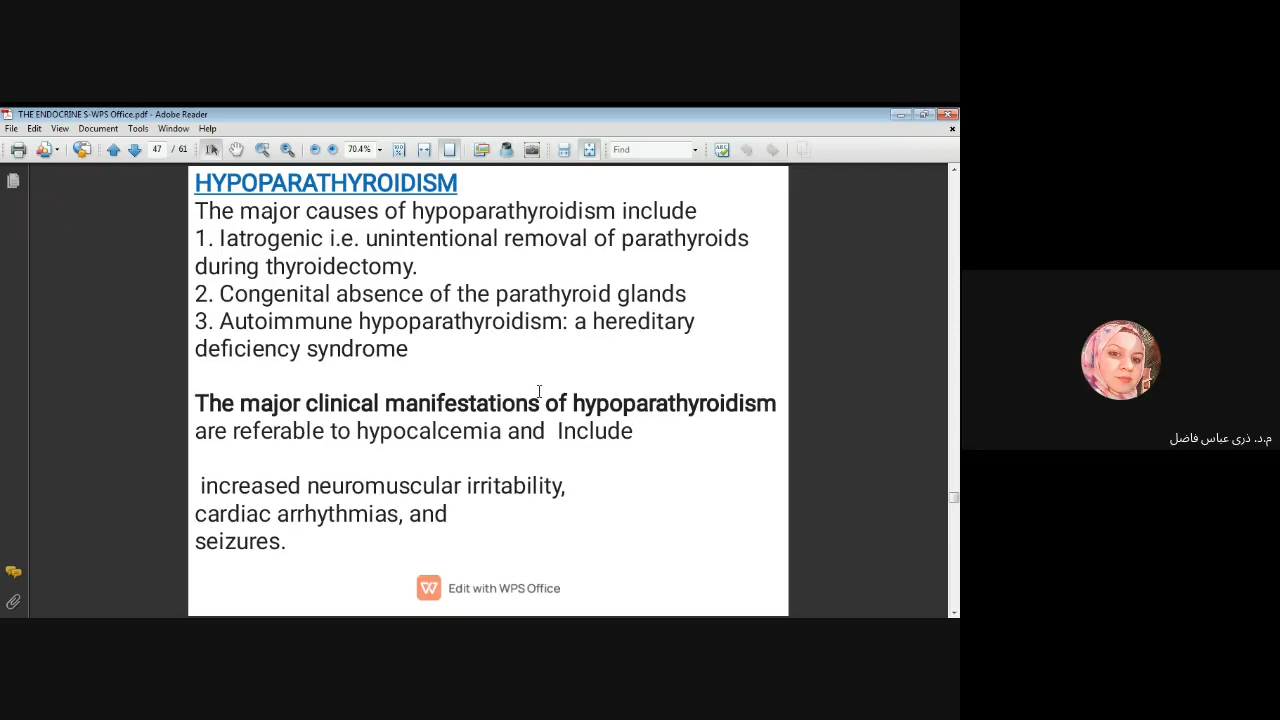 THE ENDOCRINE S-WPS Office.pdf - Adobe Reader
File Edit View Document Tools Window Help
47 / 61 70.4% Find
HYPOPARATHYROIDISM
The major causes of hypoparathyroidism include
1. Iatrogenic i.e. unintentional removal of parathyroids
during thyroidectomy.
2. Congenital absence of the parathyroid glands
3. Autoimmune hypoparathyroidism: a hereditary
deficiency syndrome
The major clinical manifestations of hypoparathyroidism
are referable to hypocalcemia and Include
increased neuromuscular irritability,
cardiac arrhythmias, and
seizures.
Edit with WPS Office
م.د. ذرى عباس فاضل